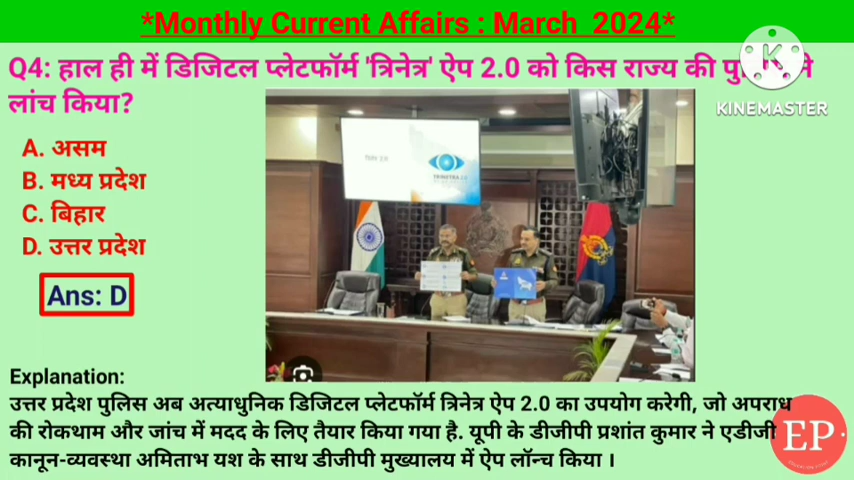 *Monthly Current Affairs : March 2024*
Q4: हाल ही में डिजिटल प्लेटफॉर्म 'त्रिनेत्र' ऐप 2.0 को किस राज्य की
लांच किया?
K
KINEMASTER
A. असम
B. मध्य प्रदेश
C. बिहार
D. उत्तर प्रदेश
Ans: D
TRINETRA 2.0
Explanation:
उत्तर प्रदेश पुलिस अब अत्याधुनिक डिजिटल प्लेटफॉर्म त्रिनेत्र ऐप 2.0 का उपयोग करेगी, जो अपराध
की रोकथाम और जांच में मदद के लिए तैयार किया गया है. यूपी के डीजीपी प्रशांत कुमार ने एडीजी
कानून-व्यवस्था अमिताभ यश के साथ डीजीपी मुख्यालय में ऐप लॉन्च किया ।
EP